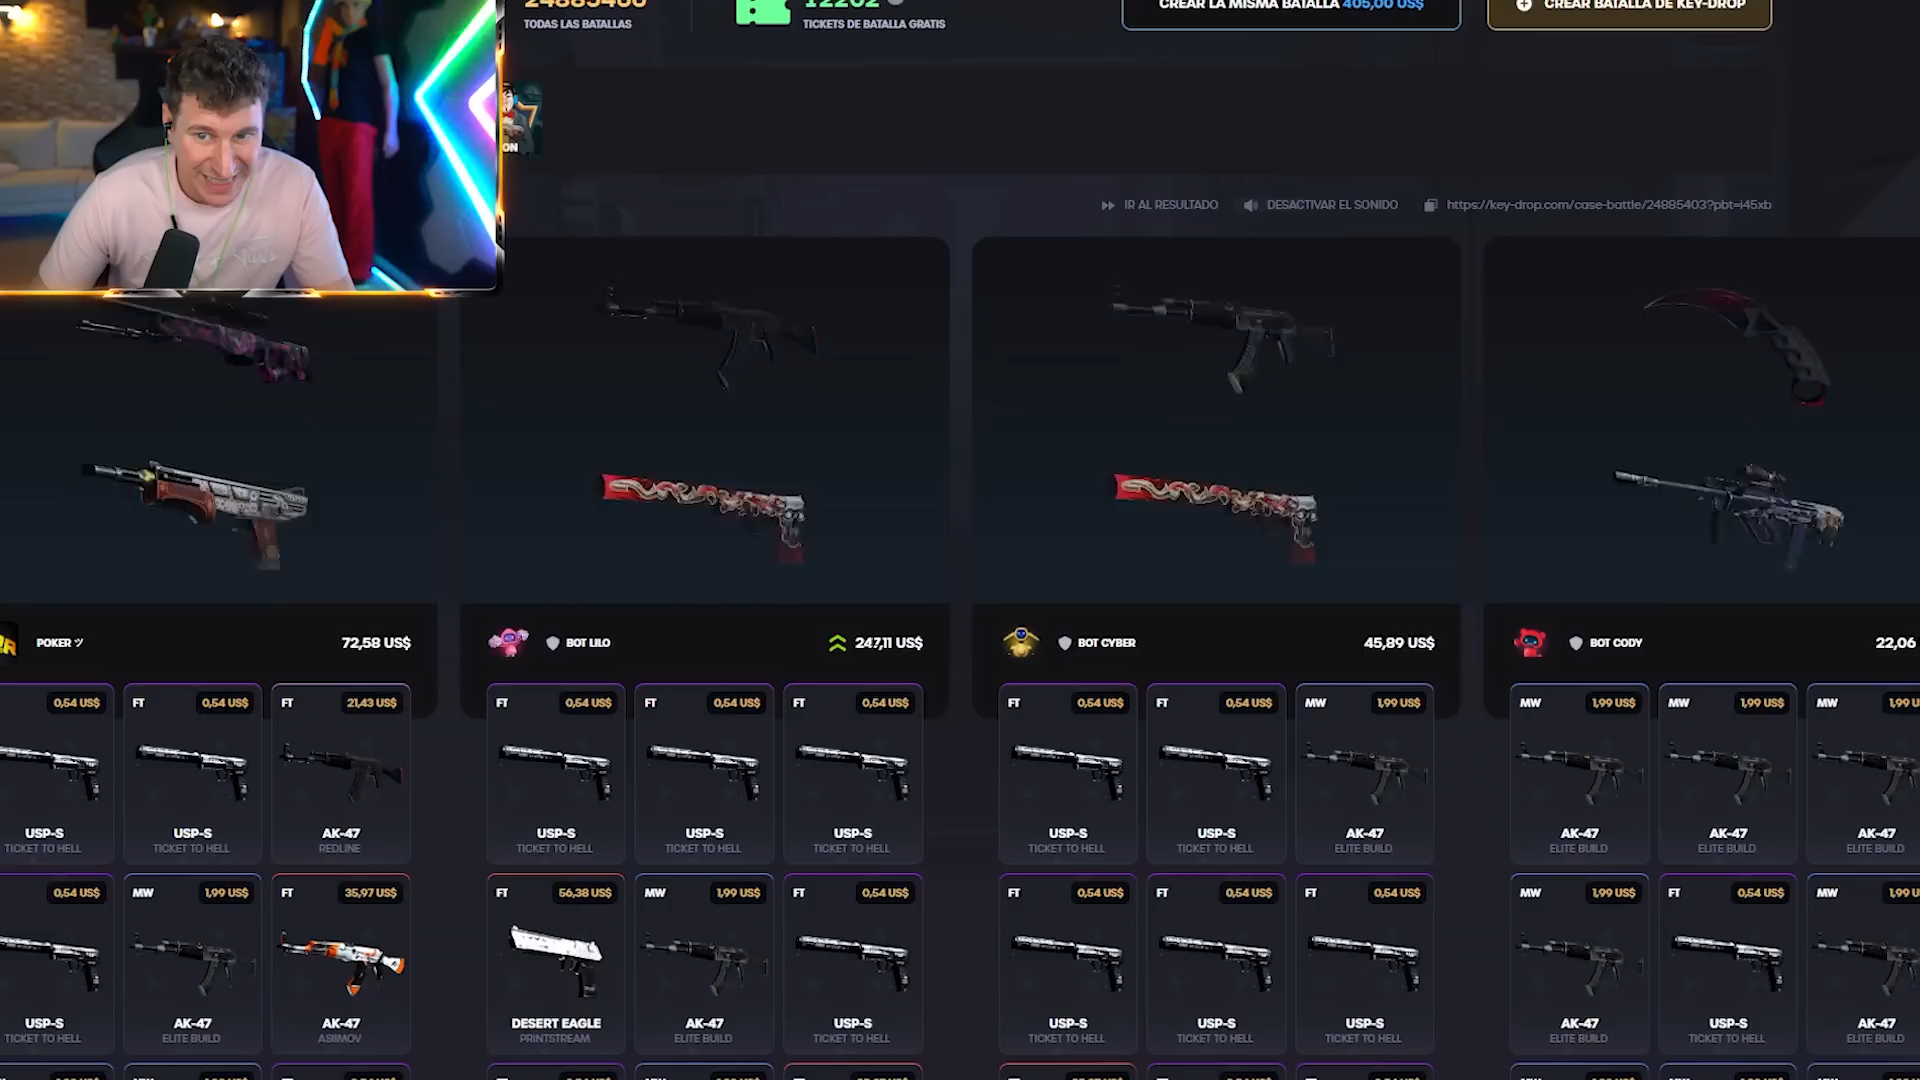 TODAS LAS BATALLAS
TICKETS DE BATALLA GRATIS
CREAR LA MISMA BATALLA 405,00 US$
CREAR BATALLA DE KEY-DROP
ON
IR AL RESULTADO
DESACTIVAR EL SONIDO
https://key-drop.com/case-battle/24885403?pbt=i45xb
POKER ツ
72,58 US$
BOT LILO
247,11 US$
BOT CYBER
45,89 US$
BOT CODY
22,06
0,54 US$
FT 0,54 US$
FT 21,43 US$
FT 0,54 US$
FT 0,54 US$
FT 0,54 US$
FT 0,54 US$
FT 0,54 US$
MW 1,99 US$
MW 1,99 US$
MW 1,99 US$
MW 1,99 U
USP-S
USP-S
AK-47
USP-S
USP-S
USP-S
USP-S
USP-S
AK-47
AK-47
AK-47
AK-47
TICKET TO HELL
TICKET TO HELL
REDLINE
TICKET TO HELL
TICKET TO HELL
TICKET TO HELL
TICKET TO HELL
TICKET TO HELL
ELITE BUILD
ELITE BUILD
ELITE BUILD
ELITE BUILD
0,54 US$
MW 1,99 US$
FT 35,97 US$
FT 56,38 US$
MW 1,99 US$
FT 0,54 US$
FT 0,54 US$
FT 0,54 US$
FT 0,54 US$
MW 1,99 US$
FT 0,54 US$
MW 1,99 U
USP-S
AK-47
AK-47
DESERT EAGLE
AK-47
USP-S
USP-S
USP-S
USP-S
AK-47
USP-S
AK-47
TICKET TO HELL
ELITE BUILD
ASIIMOV
PRINTSTREAM
ELITE BUILD
TICKET TO HELL
TICKET TO HELL
TICKET TO HELL
TICKET TO HELL
ELITE BUILD
TICKET TO HELL
ELITE BUILD